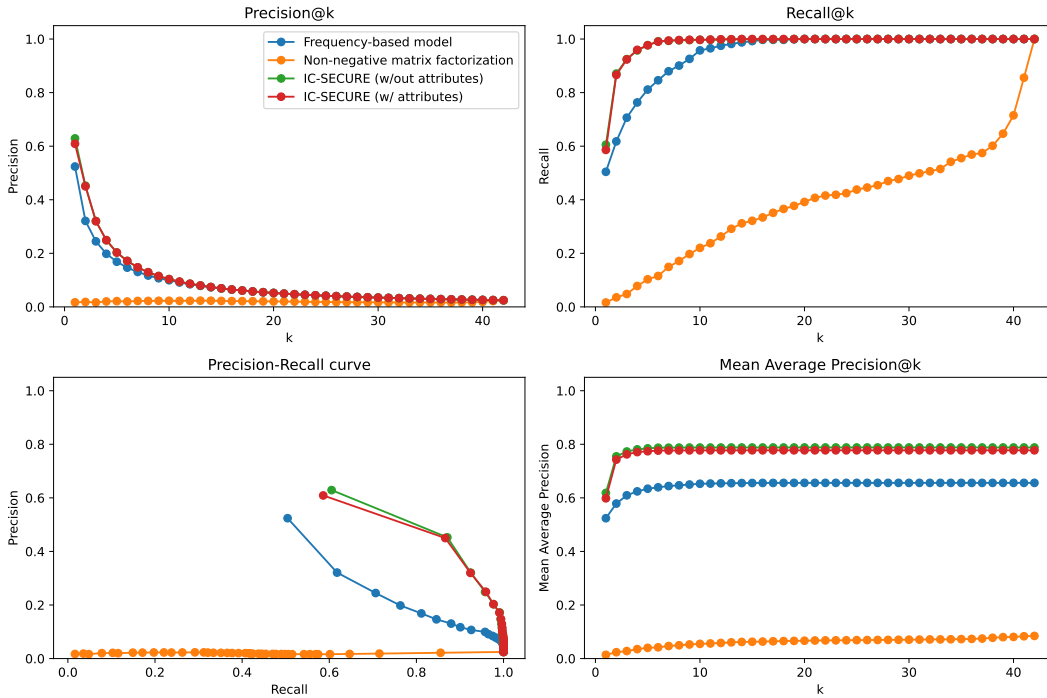 Precision@k
1.0
0.8
0.6
0.4
0.2
0.0
Precision
0
10
20
30
40
k
Frequency-based model
Non-negative matrix factorization
IC-SECURE (w/out attributes)
IC-SECURE (w/ attributes)
Recall@k
1.0
0.8
0.6
0.4
0.2
0.0
Recall
0
10
20
30
40
k
Precision-Recall curve
1.0
0.8
0.6
0.4
0.2
0.0
Precision
0.0
0.2
0.4
0.6
0.8
1.0
Recall
Mean Average Precision@k
1.0
0.8
0.6
0.4
0.2
0.0
Mean Average Precision
0
10
20
30
40
k